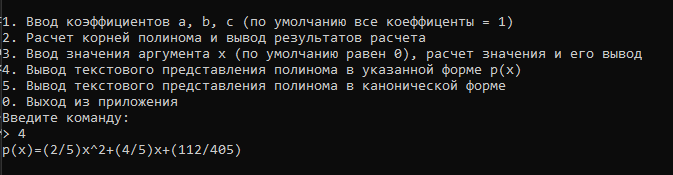 1. Ввод коэффициентов a, b, c (по умолчанию все коеффиценты = 1)
2. Расчет корней полинома и вывод результатов расчета
3. Ввод значения аргумента x (по умолчанию равен 0), расчет значения и его вывод
4. Вывод текстового представления полинома в указанной форме p(x)
5. Вывод текстового представления полинома в канонической форме
0. Выход из приложения
Введите команду:
> 4
p(x)=(2/5)x^2+(4/5)x+(112/405)